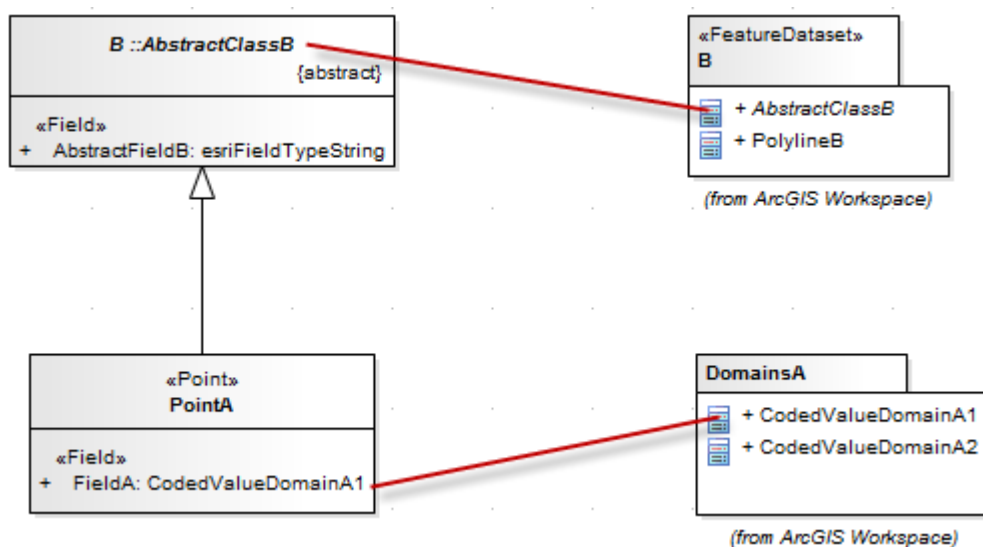 B ::AbstractClassB
{abstract}
«Field»
+ AbstractFieldB: esriFieldTypeString
«FeatureDataset»
B
+ AbstractClassB
+ PolylineB
(from ArcGIS Workspace)
«Point»
PointA
«Field»
+ FieldA: CodedValueDomainA1
DomainsA
+ CodedValueDomainA1
+ CodedValueDomainA2
(from ArcGIS Workspace)